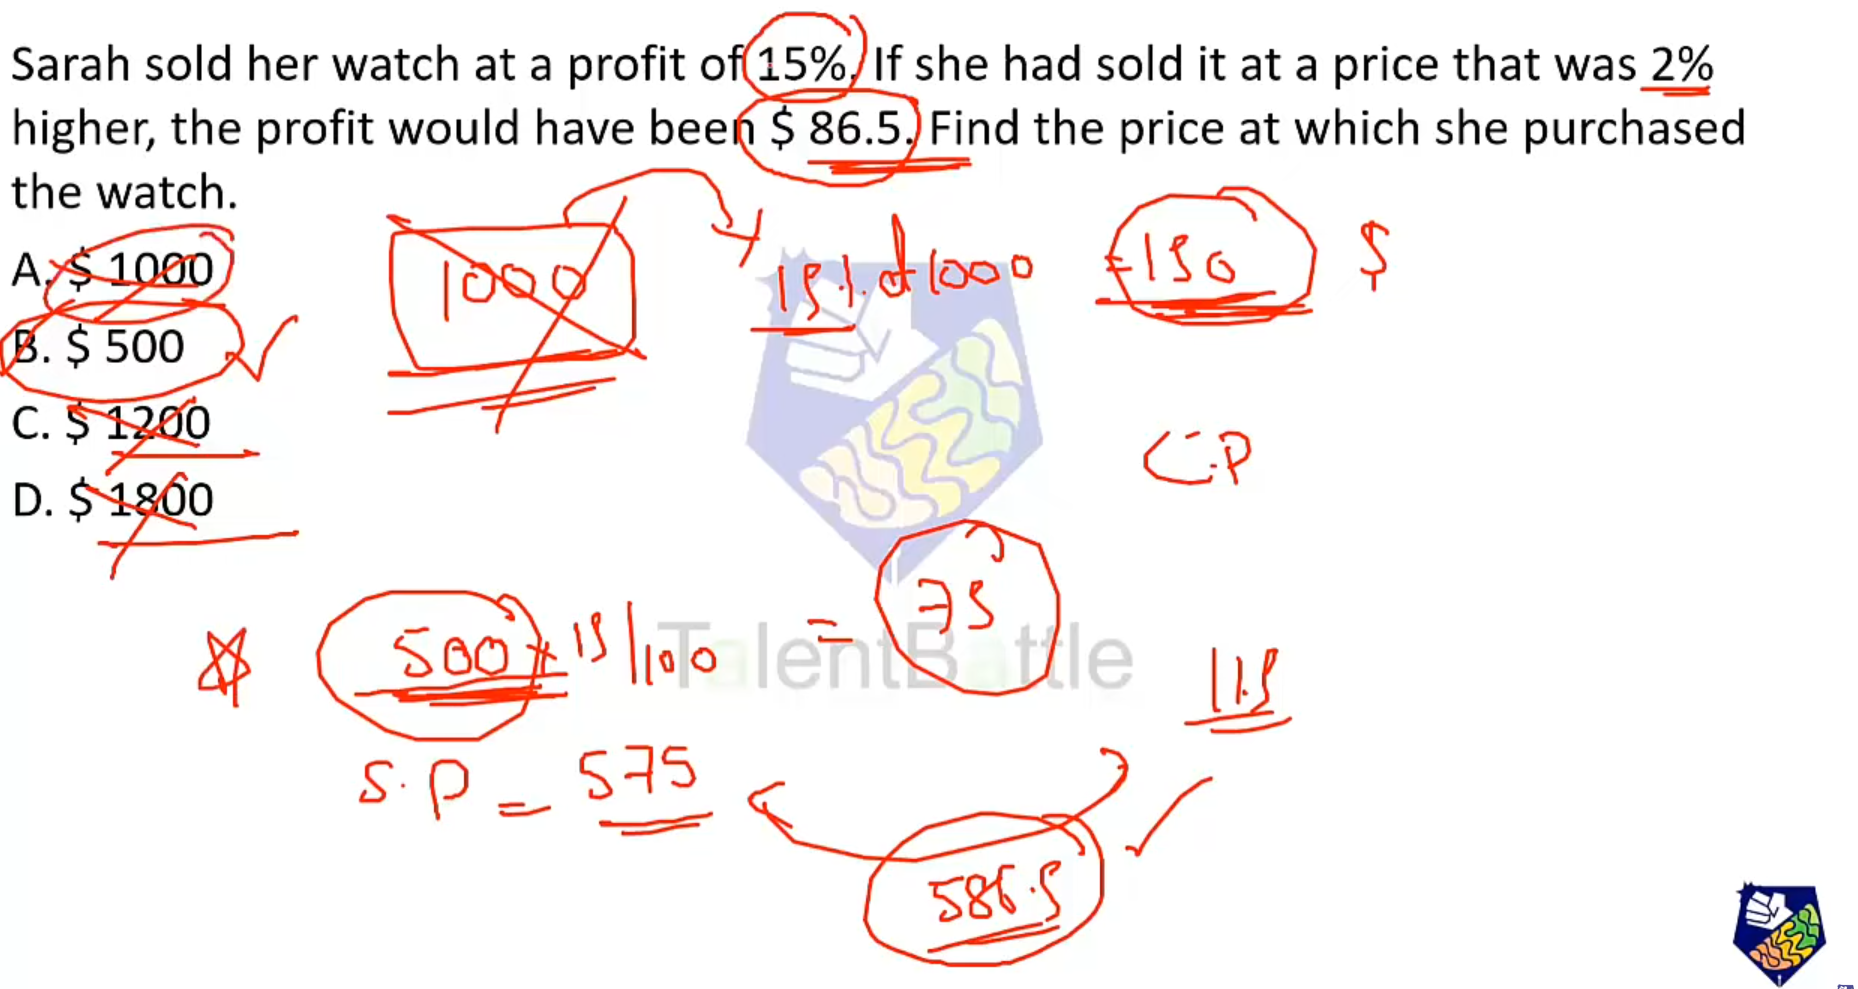 Sarah sold her watch at a profit of 15%. If she had sold it at a price that was 2%
higher, the profit would have been $ 86.5. Find the price at which she purchased
the watch.
A. $ 1000
B. $ 500
C. $ 1200
D. $ 1800
1000
15% of 1000 = 150 $
C.P
500 × 15/100 = 75
11.5
S.P = 575
586.5
TalentBattle